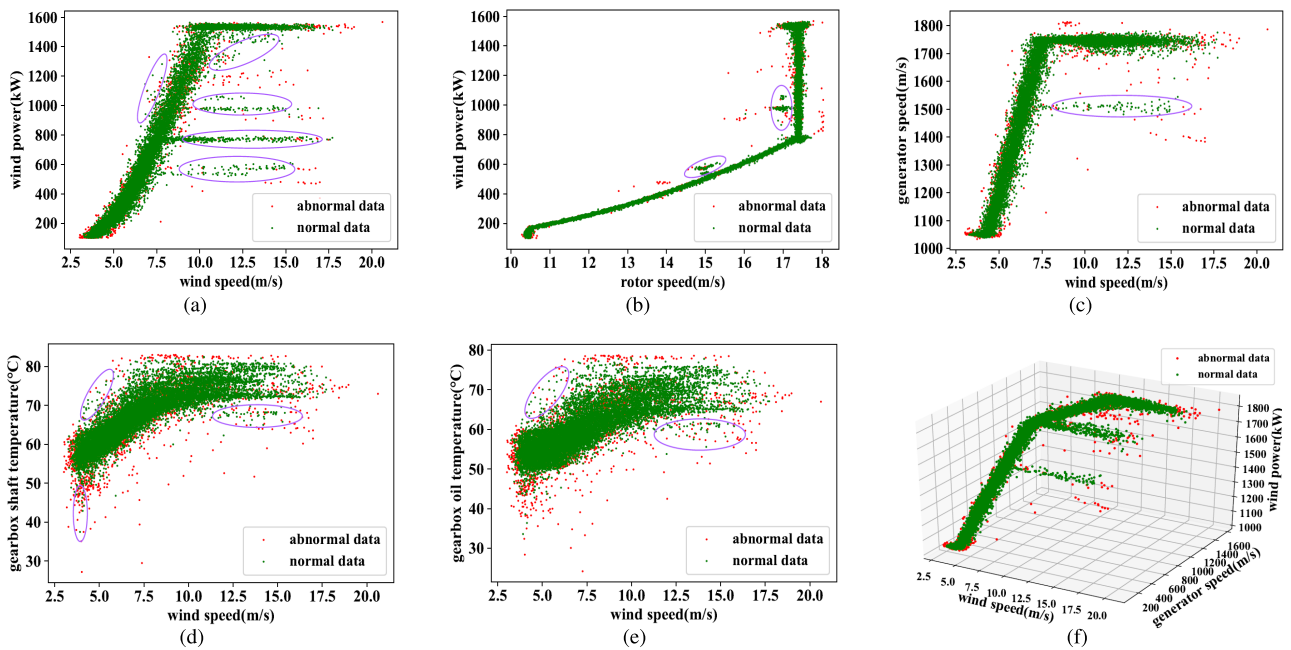 1600
1400
1200
1000
800
600
400
200
wind power(kW)
2.5 5.0 7.5 10.0 12.5 15.0 17.5 20.0
wind speed(m/s)
abnormal data
normal data
(a)
1600
1400
1200
1000
800
600
400
200
wind power(kW)
10 11 12 13 14 15 16 17 18
rotor speed(m/s)
abnormal data
normal data
(b)
1800
1700
1600
1500
1400
1300
1200
1100
1000
generator speed(m/s)
2.5 5.0 7.5 10.0 12.5 15.0 17.5 20.0
wind speed(m/s)
abnormal data
normal data
(c)
80
70
60
50
40
30
gearbox shaft temperature(°C)
2.5 5.0 7.5 10.0 12.5 15.0 17.5 20.0
wind speed(m/s)
abnormal data
normal data
(d)
80
70
60
50
40
30
gearbox oil temperature(°C)
2.5 5.0 7.5 10.0 12.5 15.0 17.5 20.0
wind speed(m/s)
abnormal data
normal data
(e)
abnormal data
normal data
1800
1700
1600
1500
1400
1300
1200
1100
1000
wind power(kW)
2.5 5.0 7.5 10.0 12.5 15.0 17.5 20.0
wind speed(m/s)
200 400 600 800 1000 1200 1400 1600
generator speed(m/s)
(f)